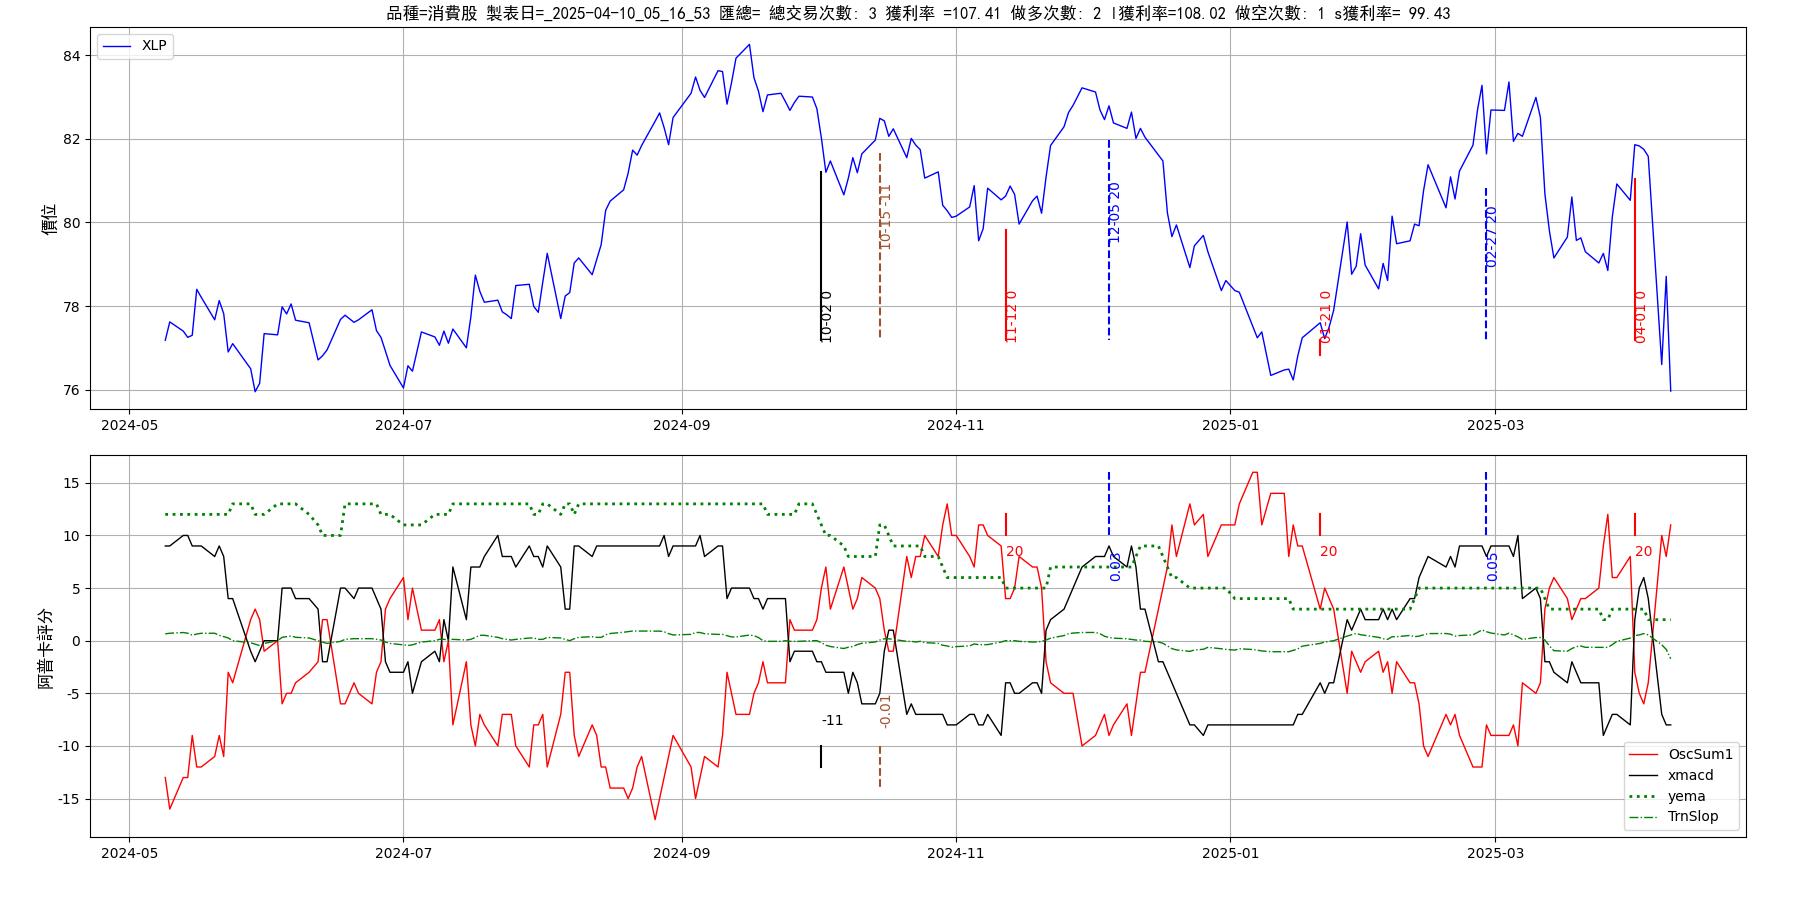 品種=消費股 製表日=_2025-04-10_05_16_53 匯總= 總交易次數: 3 獲利率 =107.41 做多次數: 2 l獲利率=108.02 做空次數: 1 s獲利率= 99.43
XLP
84
82
80
78
76
價位
10-02 0
10-15 -11
11-12 0
12-05 20
01-21 0
02-27 20
04-01 0
2024-05 2024-07 2024-09 2024-11 2025-01 2025-03
15
10
5
0
-5
-10
-15
阿普卡評分
-11
-0.01
20
0.03
20
0.05
20
OscSum1
xmacd
yema
TrnSlop
2024-05 2024-07 2024-09 2024-11 2025-01 2025-03